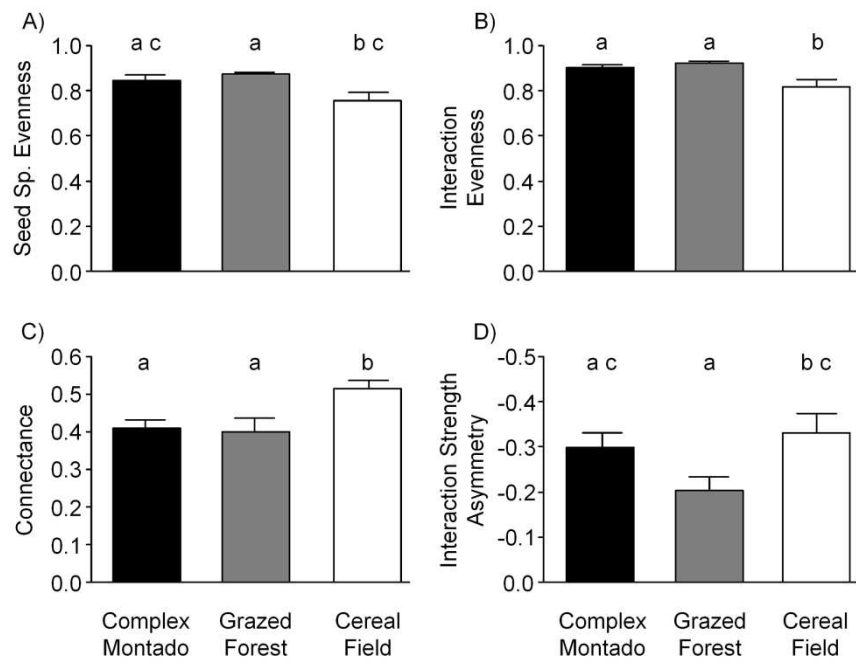 A)
a c a b c
1.0
0.8
0.6
0.4
0.2
0.0
Seed Sp. Evenness
B)
a a b
1.0
0.8
0.6
0.4
0.2
0.0
Interaction
Evenness
C)
a a b
0.6
0.5
0.4
0.3
0.2
0.1
0.0
Connectance
Complex Grazed Cereal
Montado Forest Field
D)
a c a b c
-0.5
-0.4
-0.3
-0.2
-0.1
0.0
Interaction Strength
Asymmetry
Complex Grazed Cereal
Montado Forest Field